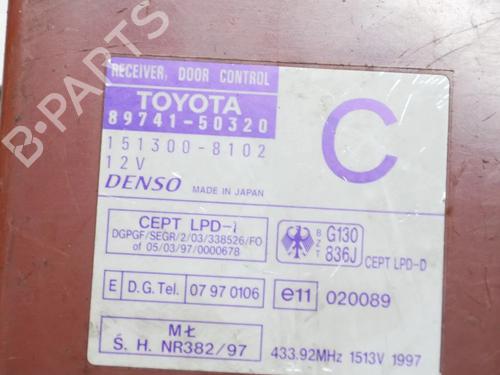 B-PARTS
RECEIVER, DOOR CONTROL
TOYOTA
89741-50320
C
151300-8102
12V
DENSO MADE IN JAPAN
CEPT LPD-I
DGPGF/SEGR/2/03/338526/FO
of 05/03/97/0000678
BZT G130
836J CEPT LPD-D
E D.G.Tel. 07 97 0106 e11 020089
MŁ
Ś. H. NR382/97 433.92MHz 1513V 1997